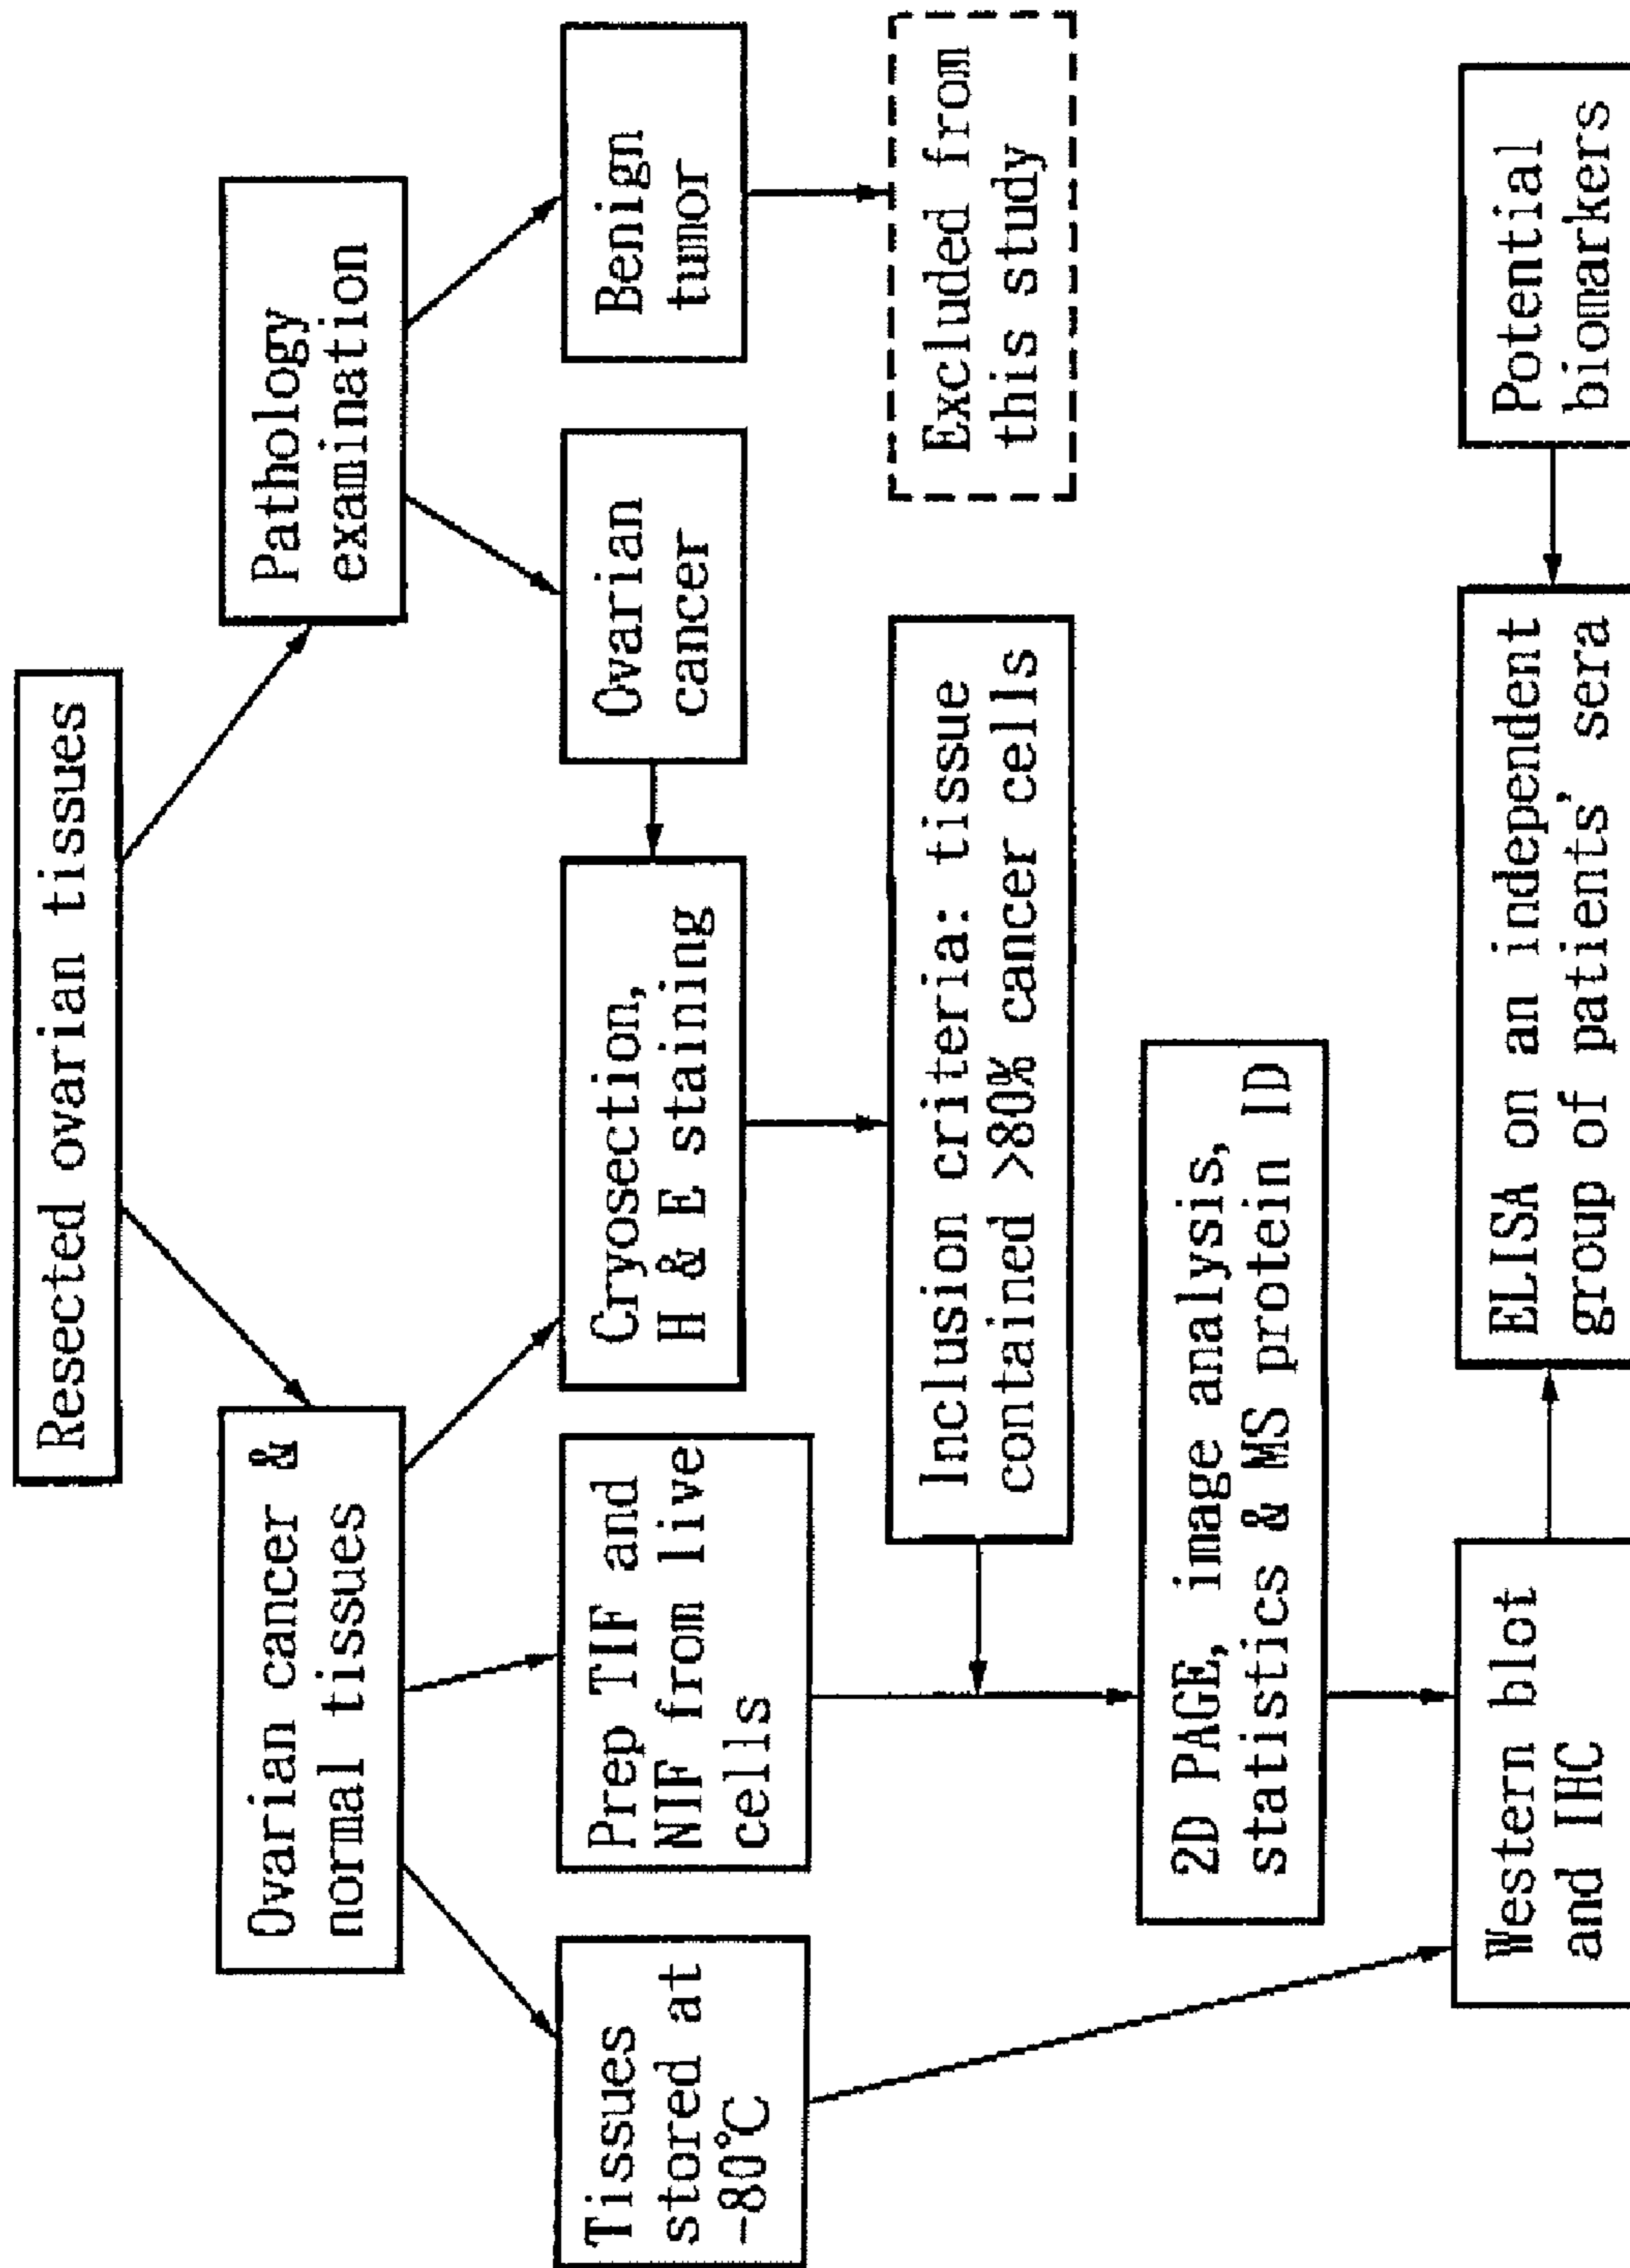 Resected ovarian tissues
Ovarian cancer &
normal tissues
Pathology
examination
Tissues
stored at
-80℃
Prep TIF and
NIF from live
cells
Cryosection,
H & E staining
Ovarian
cancer
Benign
tumor
Inclusion criteria: tissue
contained >80% cancer cells
Excluded from
this study
2D PAGE, image analysis,
statistics & MS protein ID
Western blot
and IHC
ELISA on an independent
group of patients' sera
Potential
biomarkers